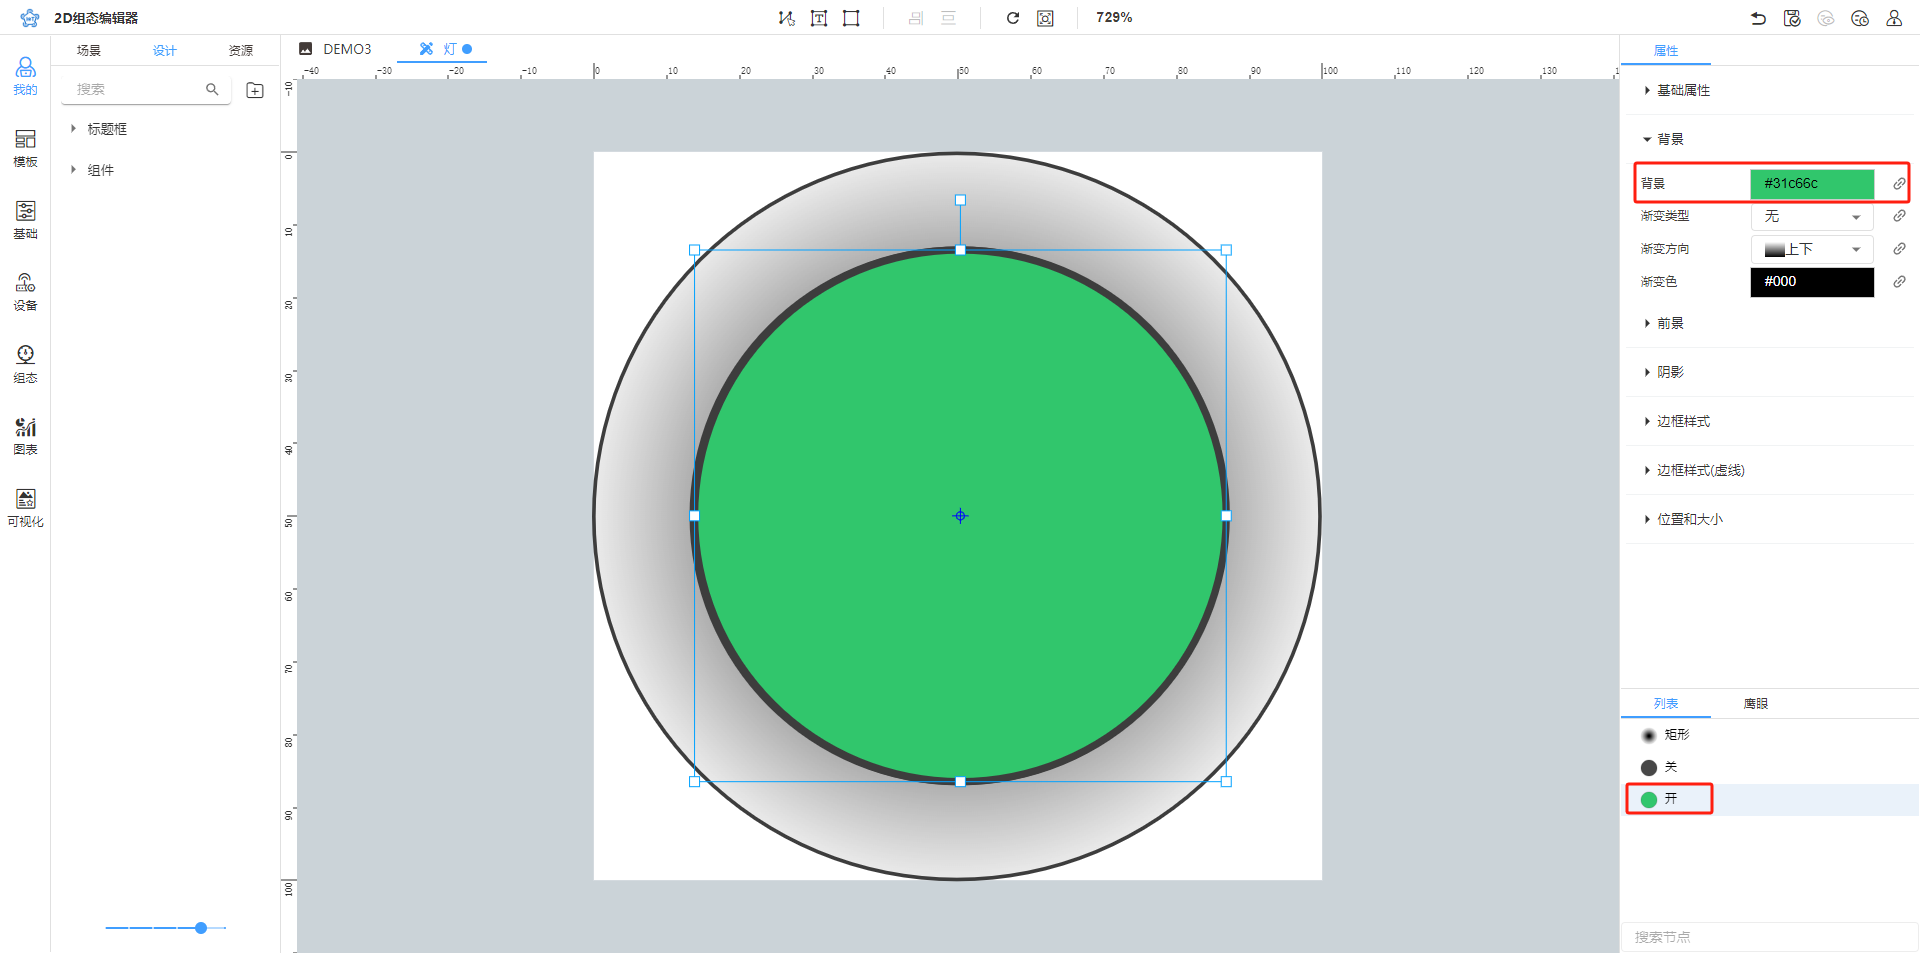 2D组态编辑器
729%
场景
设计
资源
DEMO3
灯
属性
-40
-30
-20
-10
0
10
20
30
40
50
60
70
80
90
100
110
120
130
我的
模板
基础
设备
组态
图表
可视化
搜索
标题框
组件
-10
0
10
20
30
40
50
60
70
80
90
100
基础属性
背景
背景
#31c66c
渐变类型
无
渐变方向
上下
渐变色
#000
前景
阴影
边框样式
边框样式(虚线)
位置和大小
列表
鹰眼
矩形
关
开
搜索节点